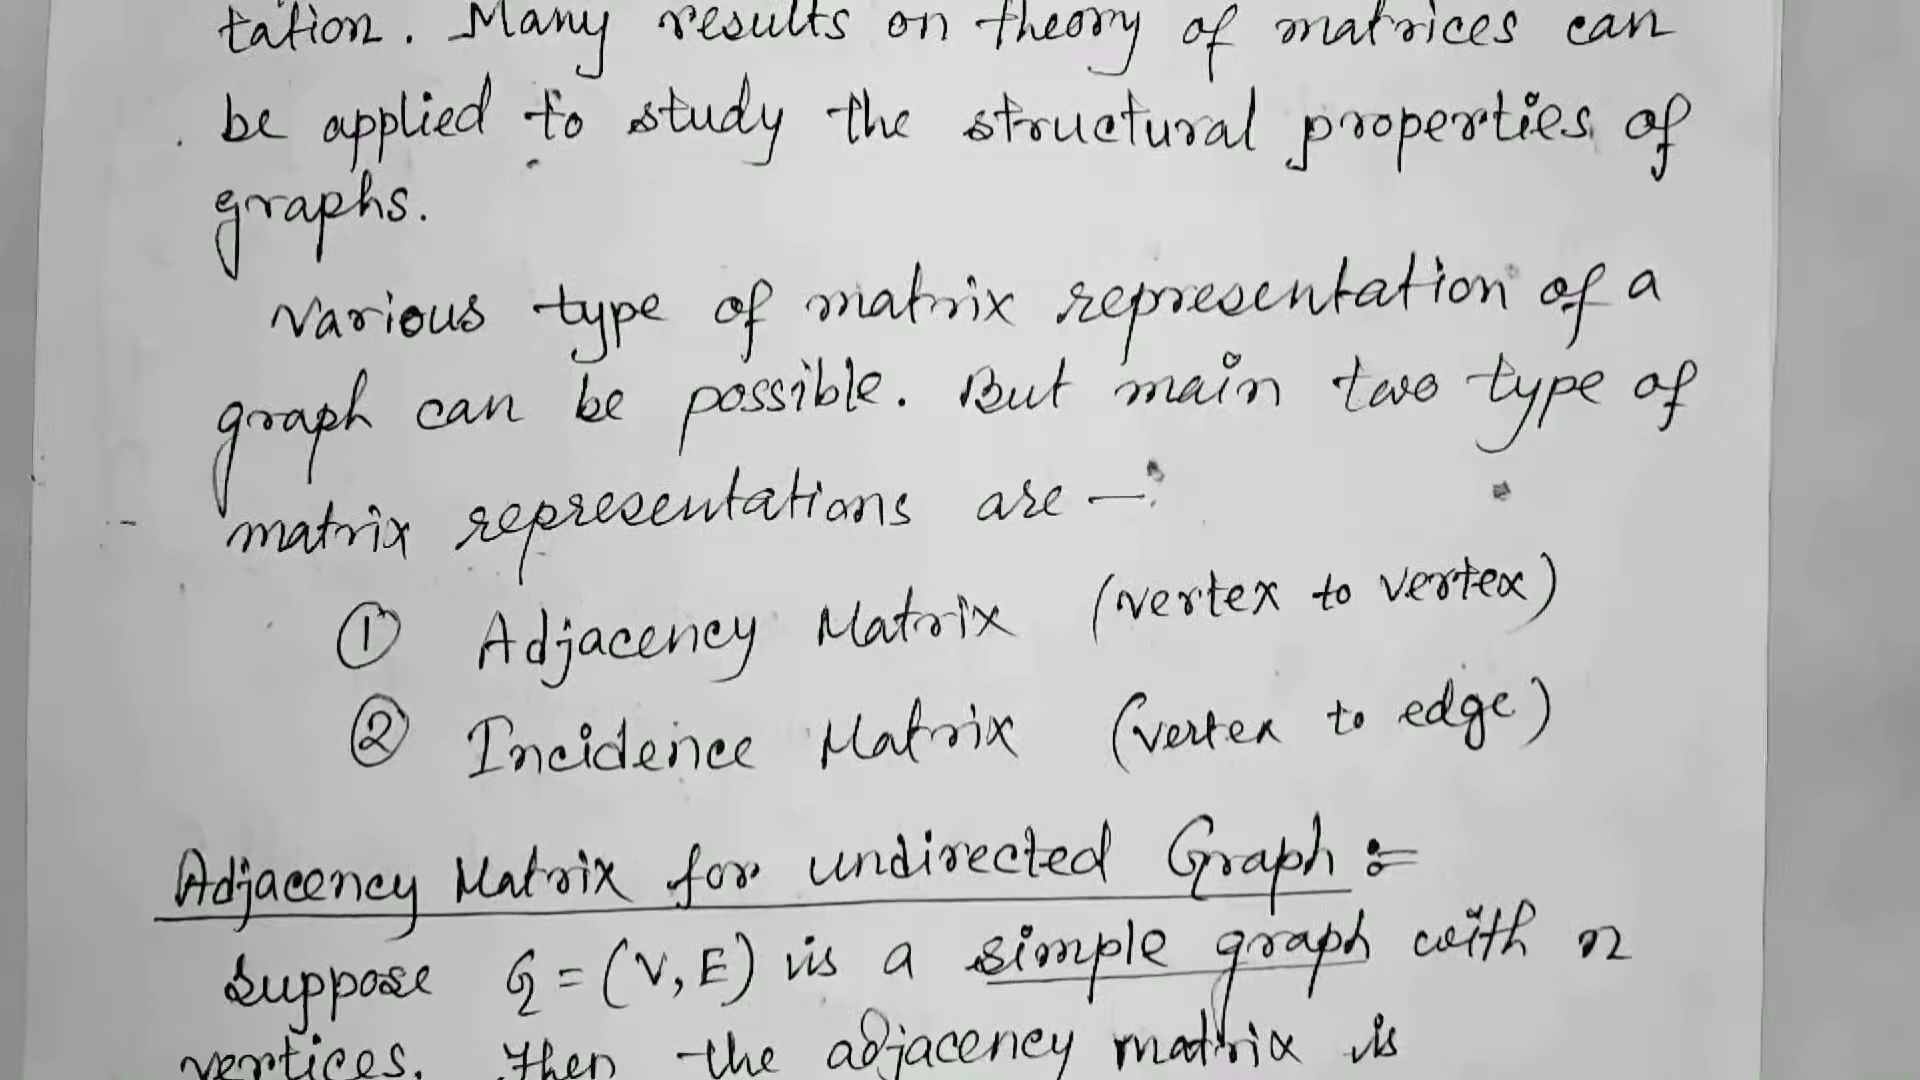 tation. Many results on theory of matrices can
be applied to study the structural properties of
graphs.
Various type of matrix representation of a
graph can be possible. But main two type of
matrix representations are —:
① Adjacency Matrix (vertex to vertex)
② Incidence Matrix (vertex to edge)
Adjacency Matrix for undirected Graph :=
Suppose G = (V, E) is a simple graph with n
vertices. Then the adjacency matrix is